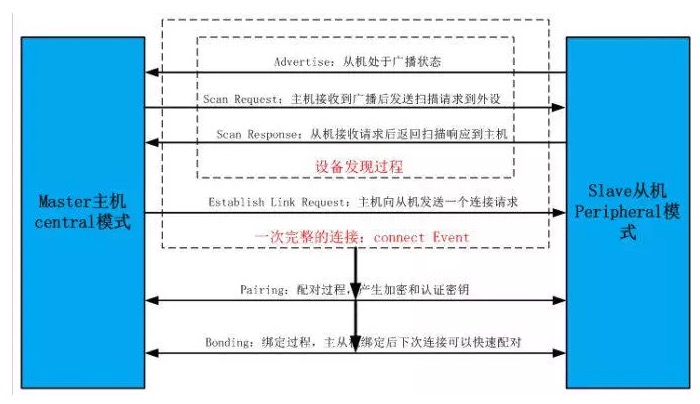 Advertise: 从机处于广播状态
Scan Request: 主机接收到广播后发送扫描请求到外设
Scan Response: 从机接收请求后返回扫描响应到主机
设备发现过程
Master主机
central模式
Slave从机
Peripheral模
式
Establish Link Request: 主机向从机发送一个连接请求
一次完整的连接: connect Event
Pairing: 配对过程,产生加密和认证密钥
Bonding: 绑定过程, 主从机绑定后下次连接可以快速配对